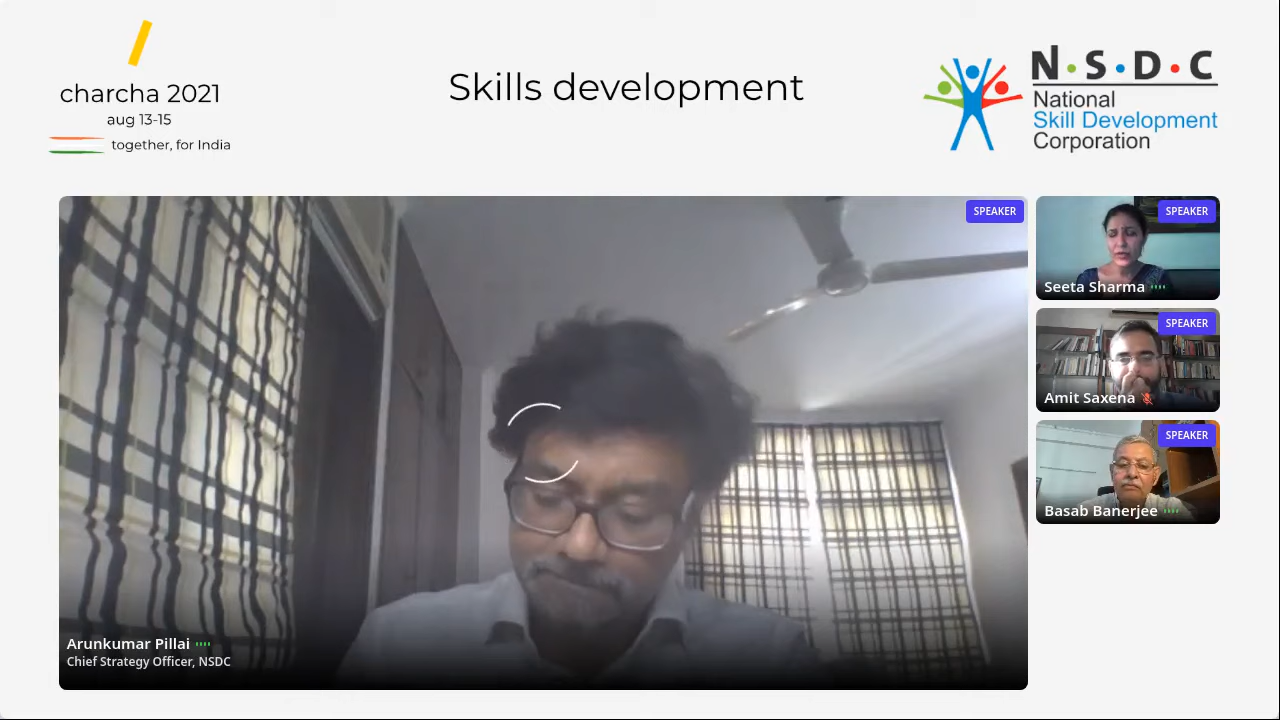 charcha 2021
aug 13-15
together, for India
Skills development
N·S·D·C
National
Skill Development
Corporation
SPEAKER
Arunkumar Pillai
Chief Strategy Officer, NSDC
SPEAKER
Seeta Sharma
SPEAKER
Amit Saxena
SPEAKER
Basab Banerjee